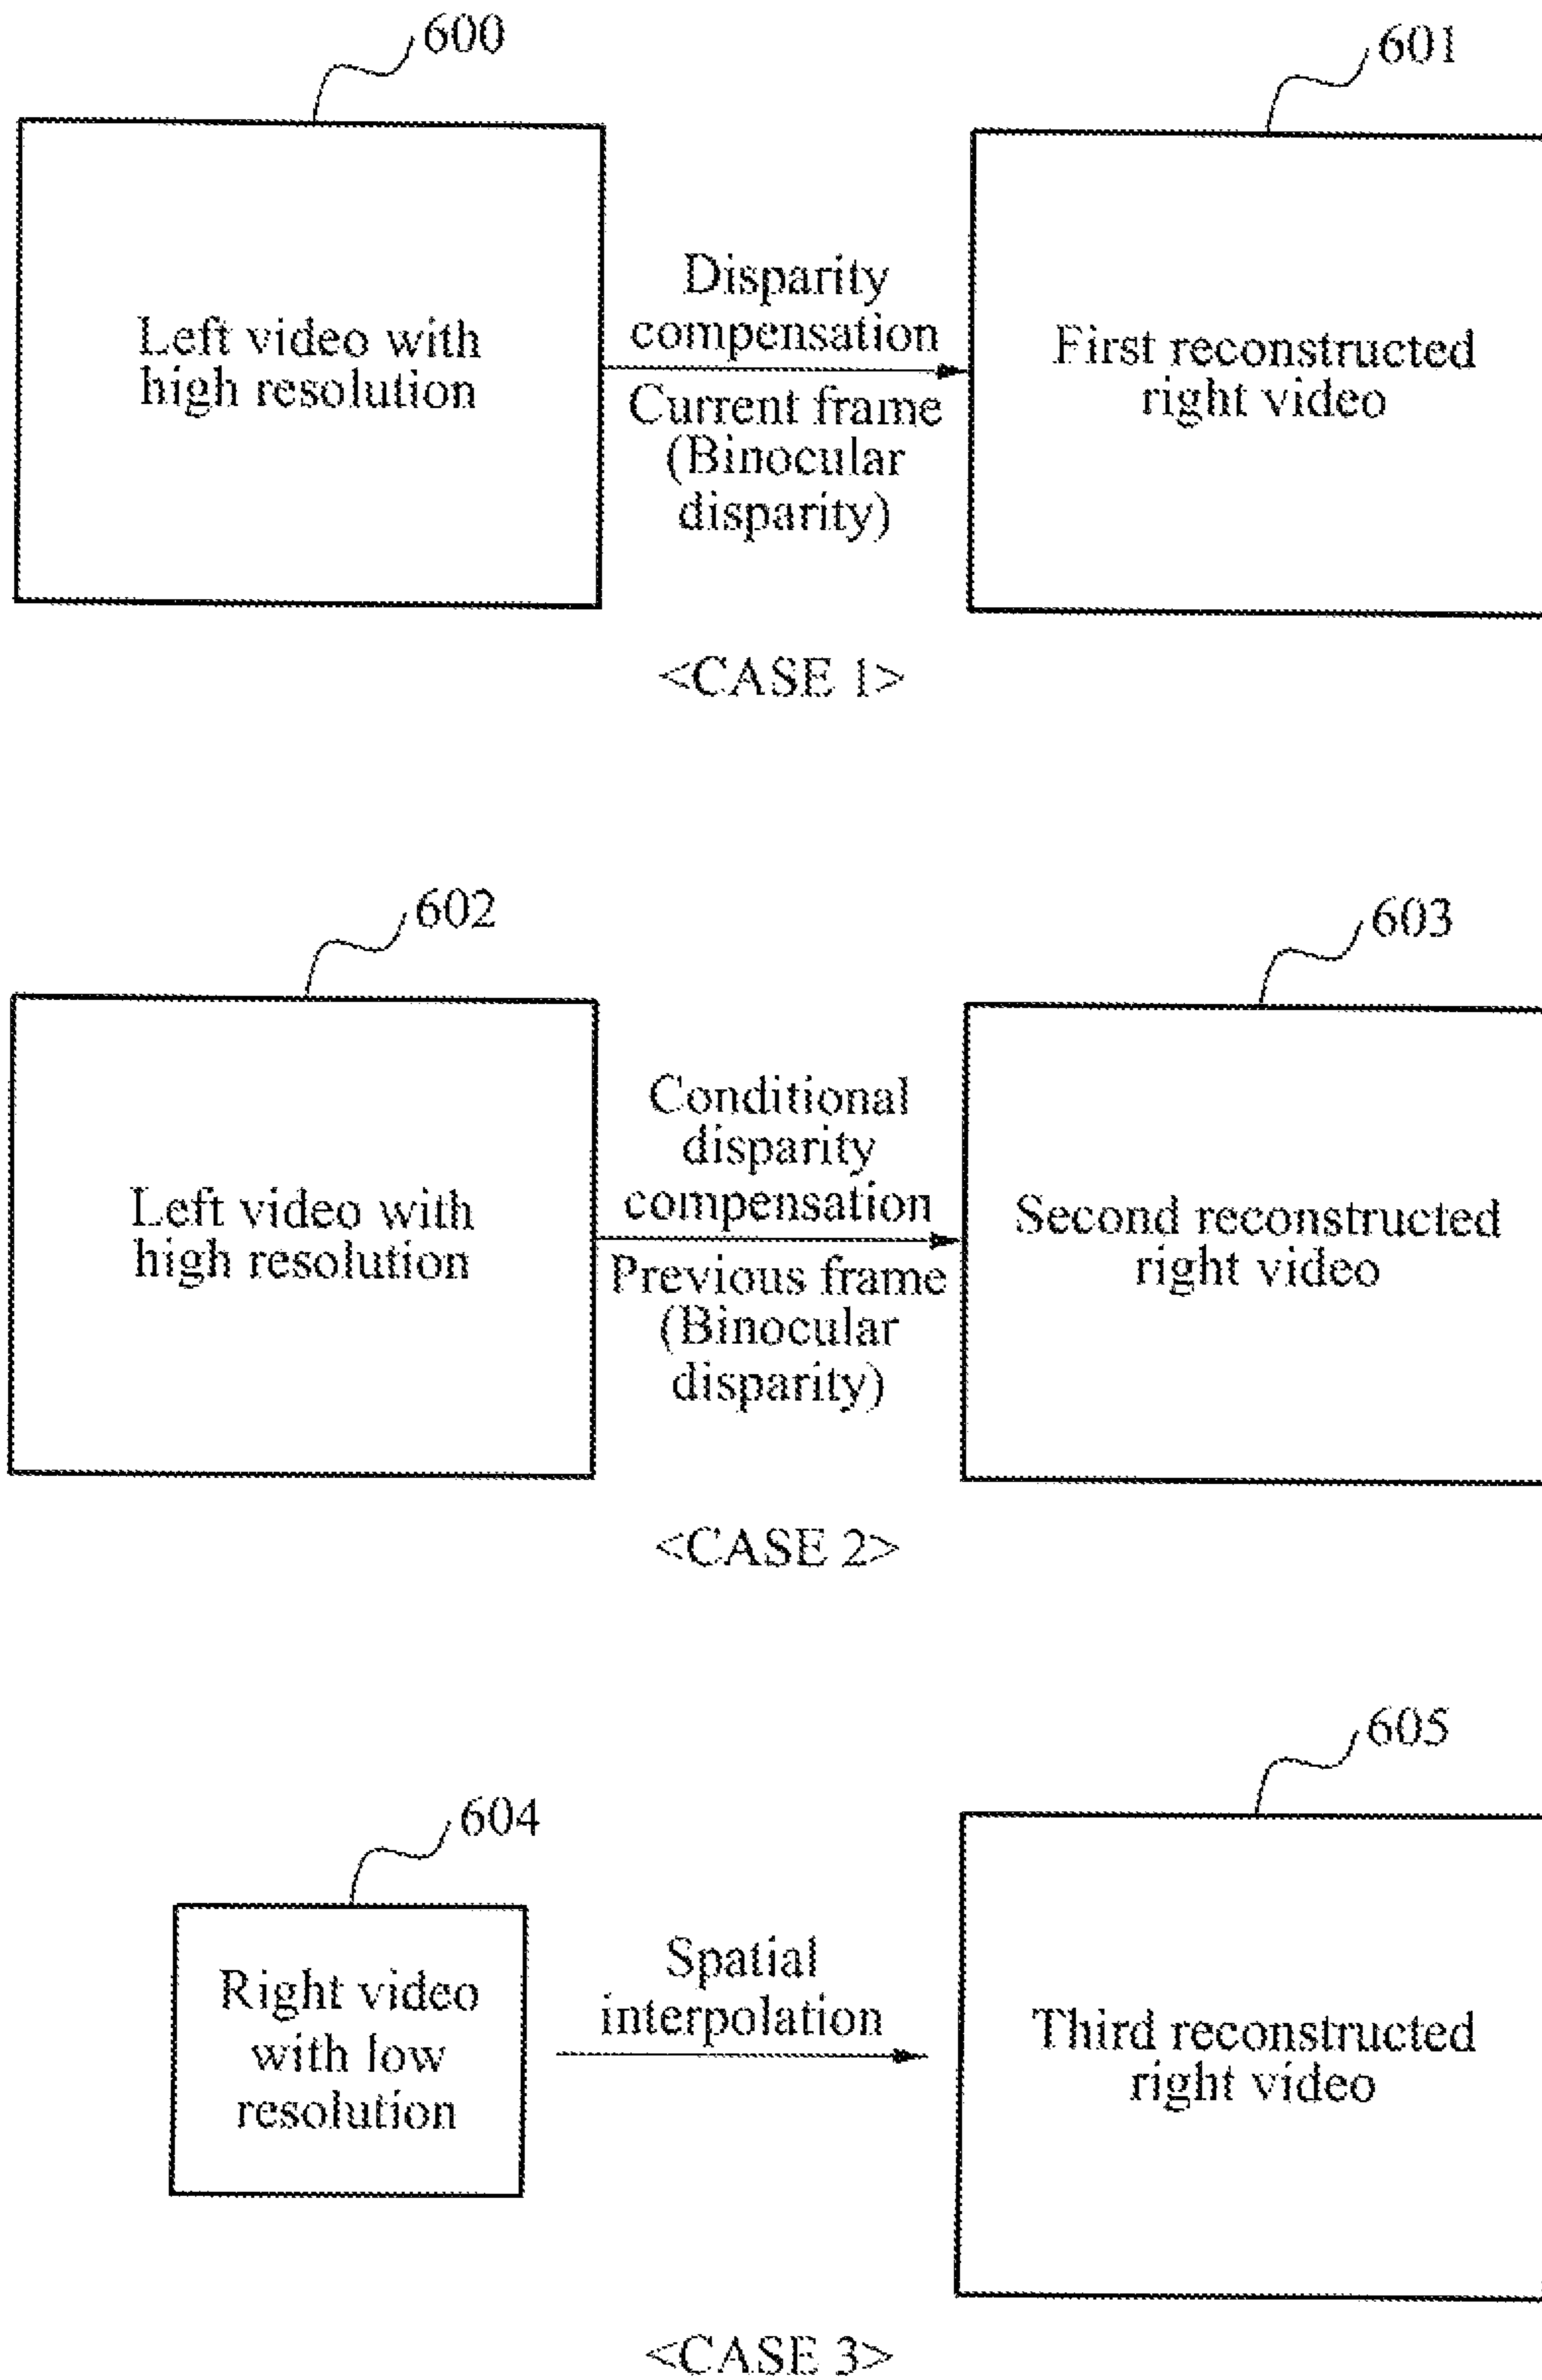 600
601
Left video with
high resolution
Disparity
compensation
Current frame
(Binocular
disparity)
First reconstructed
right video
<CASE 1>
602
603
Left video with
high resolution
Conditional
disparity
compensation
Previous frame
(Binocular
disparity)
Second reconstructed
right video
<CASE 2>
604
605
Right video
with low
resolution
Spatial
interpolation
Third reconstructed
right video
<CASE 3>